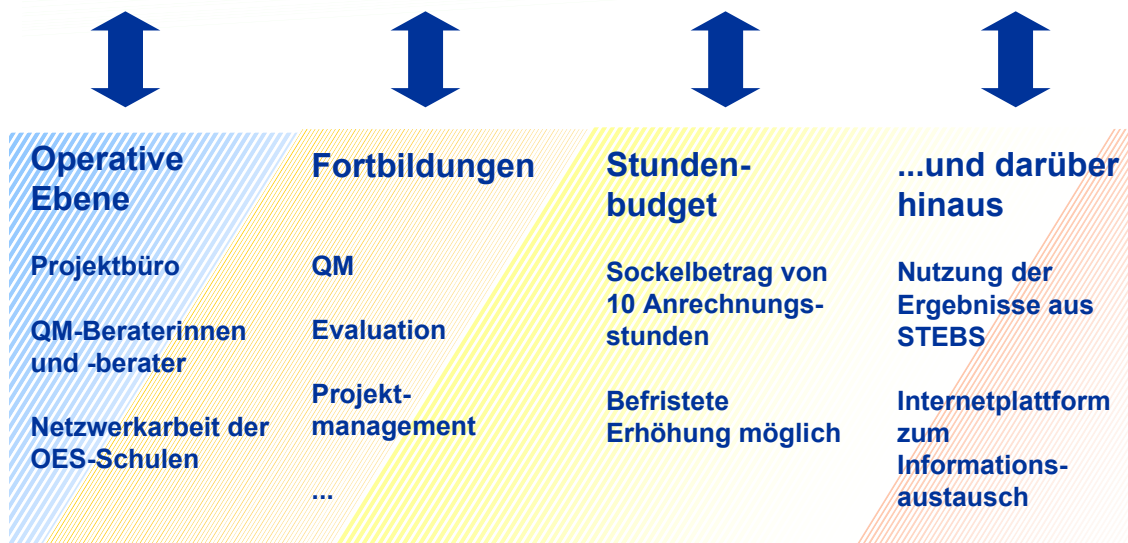 Operative
Ebene
Projektbüro
QM-Beraterinnen
und -berater
Netzwerkarbeit der
OES-Schulen
Fortbildungen
QM
Evaluation
Projekt-
management
...
Stunden-
budget
Sockelbetrag von
10 Anrechnungs-
stunden
Befristete
Erhöhung möglich
...und darüber
hinaus
Nutzung der
Ergebnisse aus
STEBS
Internetplattform
zum
Informations-
austausch